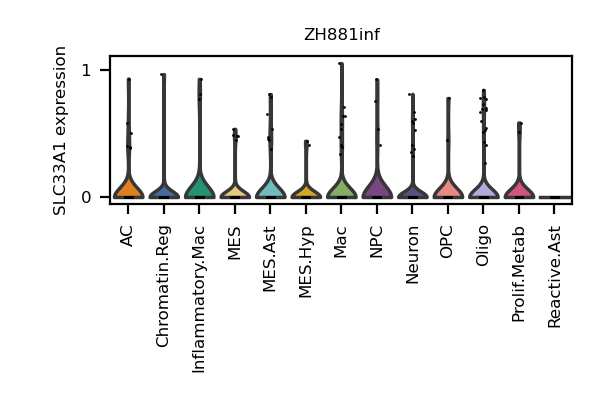 ZH881inf
SLC33A1 expression
1
0
AC
Chromatin.Reg
Inflammatory.Mac
MES
MES.Ast
MES.Hyp
Mac
NPC
Neuron
OPC
Oligo
Prolif.Metab
Reactive.Ast